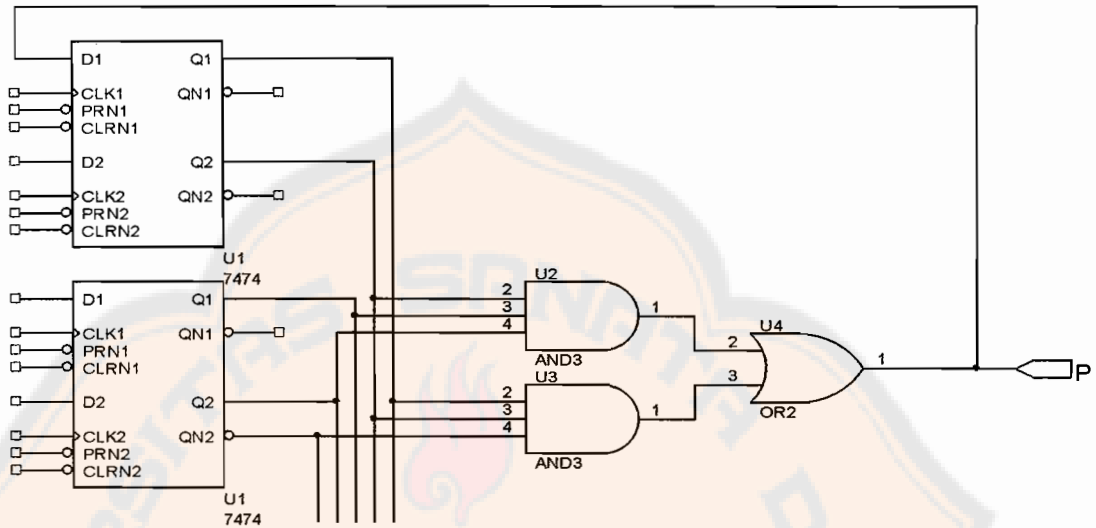 D1 Q1
CLK1 QN1
PRN1
CLRN1
D2 Q2
CLK2 QN2
PRN2
CLRN2
U1
7474
D1 Q1
CLK1 QN1
PRN1
CLRN1
D2 Q2
CLK2 QN2
PRN2
CLRN2
U1
7474
U2
2
3
4
1
AND3
U3
2
3
4
1
AND3
U4
2
3
1
OR2
P
SITAS SANATA D